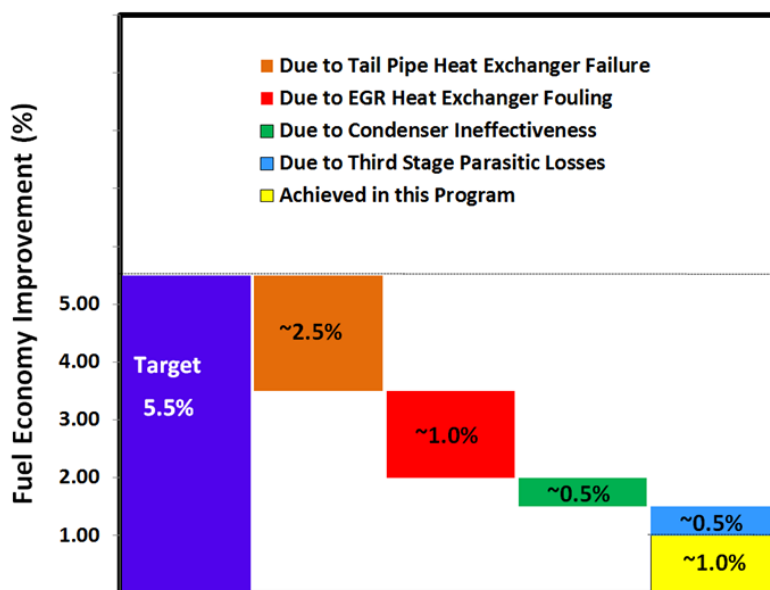 Fuel Economy Improvement (%)
Due to Tail Pipe Heat Exchanger Failure
Due to EGR Heat Exchanger Fouling
Due to Condenser Ineffectiveness
Due to Third Stage Parasitic Losses
Achieved in this Program
5.00
4.00
3.00
2.00
1.00
Target
5.5%
~2.5%
~1.0%
~0.5%
~0.5%
~1.0%